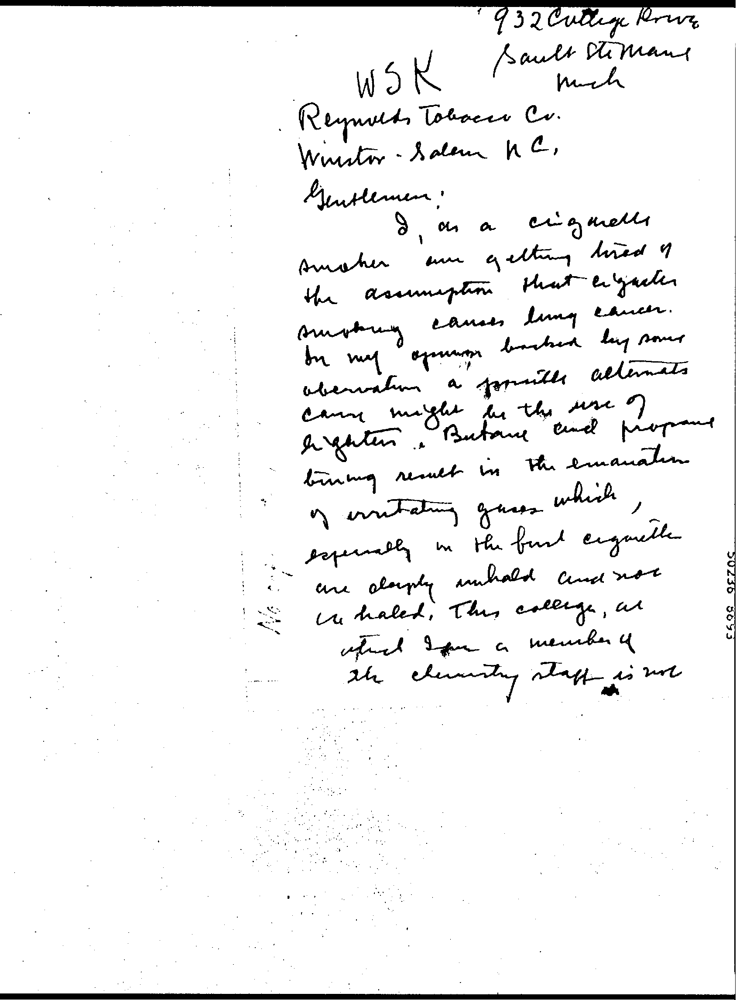 932 College Drive
Sault Ste Marie
Mich
WSK
Reynolds Tobacco Co.
Winston-Salem N C,
Gentlemen:
I, as a cigarette
smoker am getting tired of
the assumption that cigarette
smoking causes lung cancer.
In my opinion backed by some
observation a possible alternate
cause might be the use of
lighters. Butane and propane
burning result in the emanation
of irritating gases which,
especially in the first cigarette
are deeply inhaled and not
exhaled. This college, at
which I am a member of
the chemistry staff is not
No
50236 8693